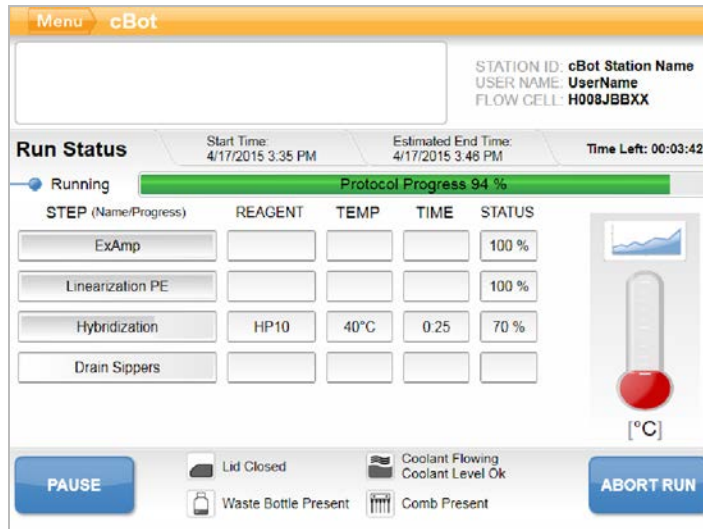 Menu cBot
STATION ID: cBot Station Name
USER NAME: UserName
FLOW CELL: H008JBBXX
Run Status
Start Time:
4/17/2015 3:35 PM
Estimated End Time:
4/17/2015 3:46 PM
Time Left: 00:03:42
Running
Protocol Progress 94 %
STEP (Name/Progress) REAGENT TEMP TIME STATUS
ExAmp 100 %
Linearization PE 100 %
Hybridization HP10 40°C 0:25 70 %
Drain Sippers
[°C]
PAUSE
Lid Closed
Waste Bottle Present
Coolant Flowing
Coolant Level Ok
Comb Present
ABORT RUN